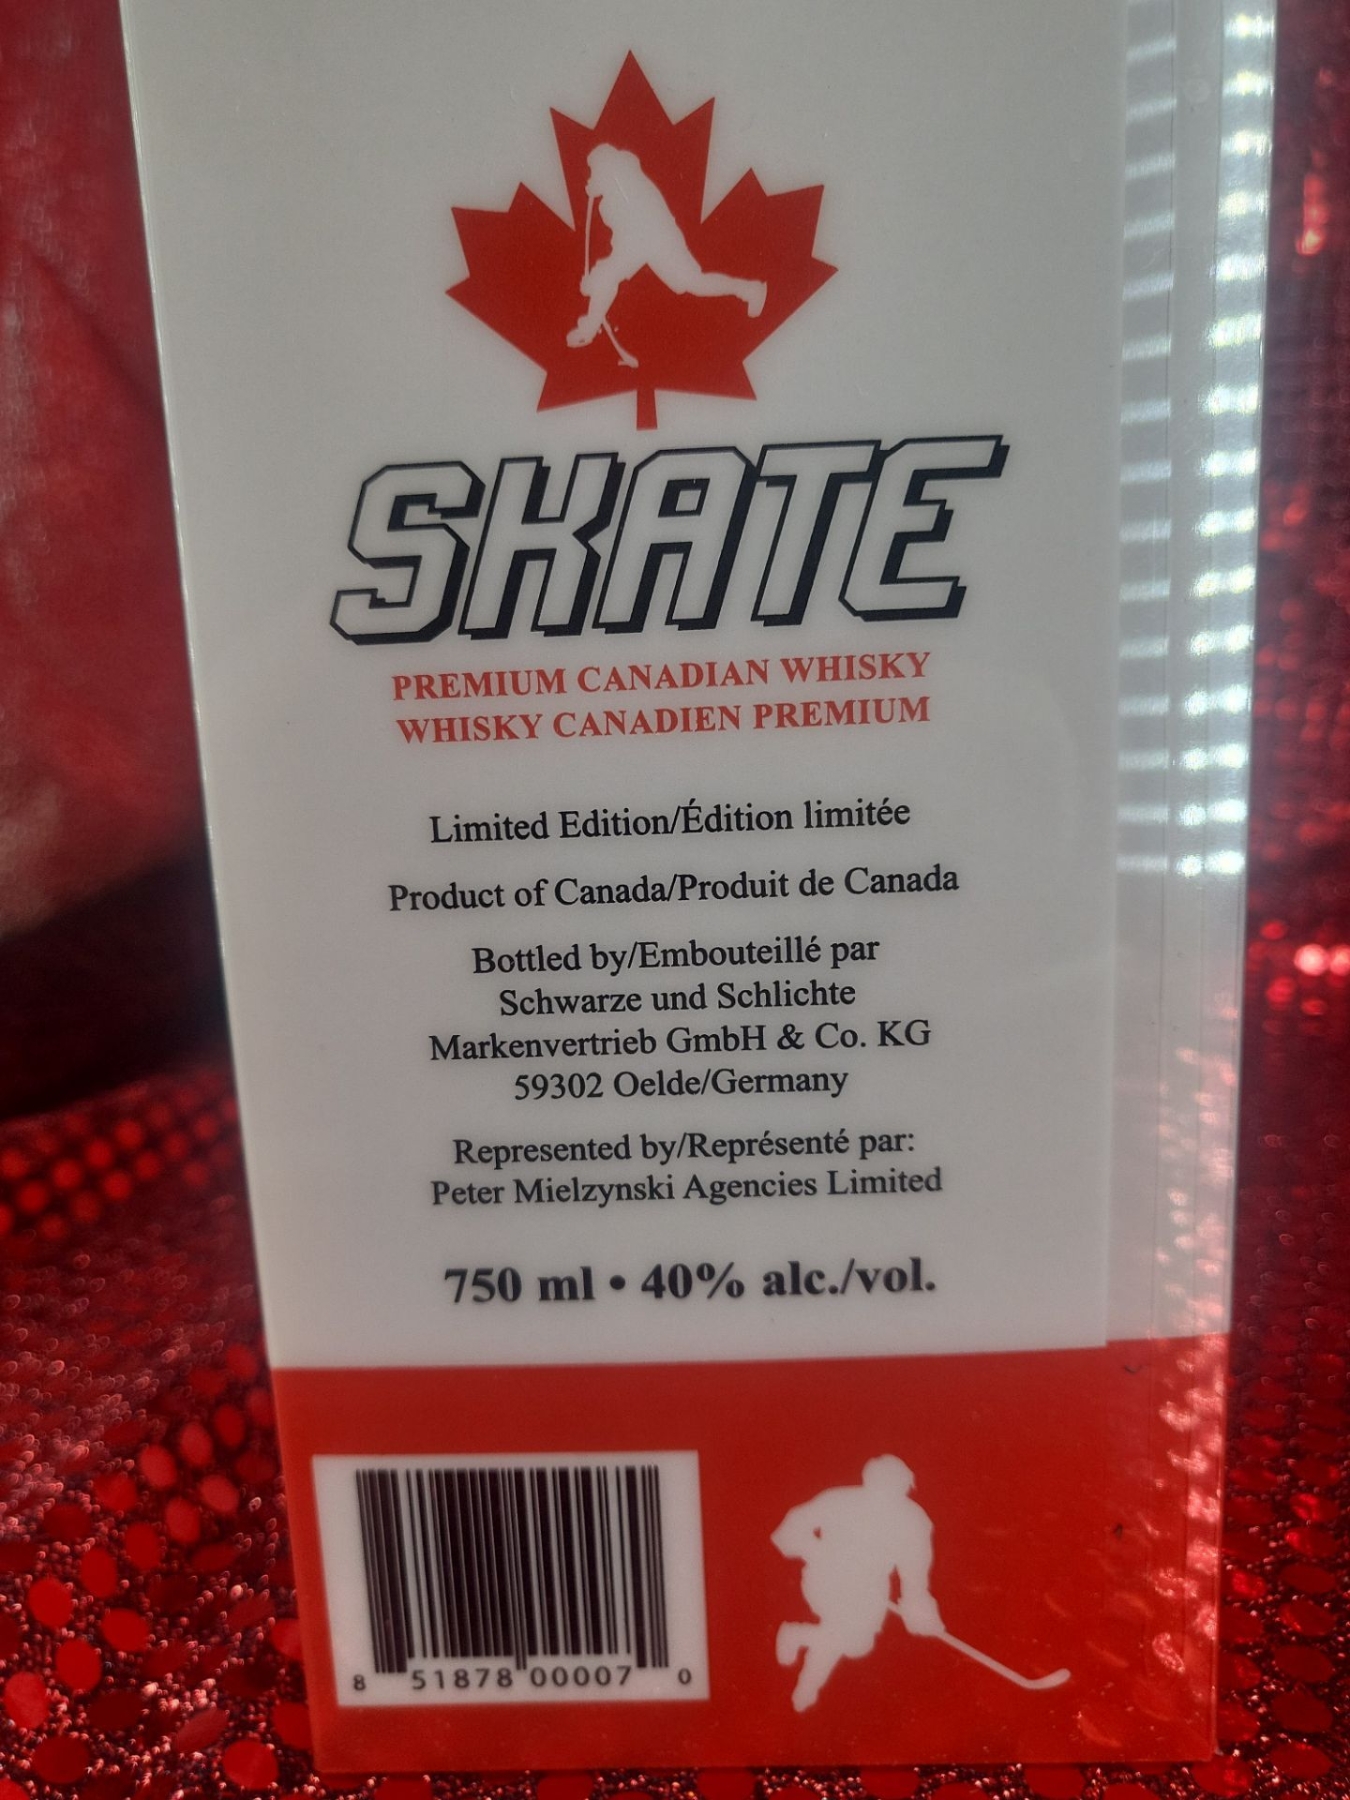 SKATE
PREMIUM CANADIAN WHISKY
WHISKY CANADIEN PREMIUM
Limited Edition/Édition limitée
Product of Canada/Produit de Canada
Bottled by/Embouteillé par
Schwarze und Schlichte
Markenvertrieb GmbH & Co. KG
59302 Oelde/Germany
Represented by/Représenté par:
Peter Mielzynski Agencies Limited
750 ml • 40% alc./vol.
8 51878 00007 0